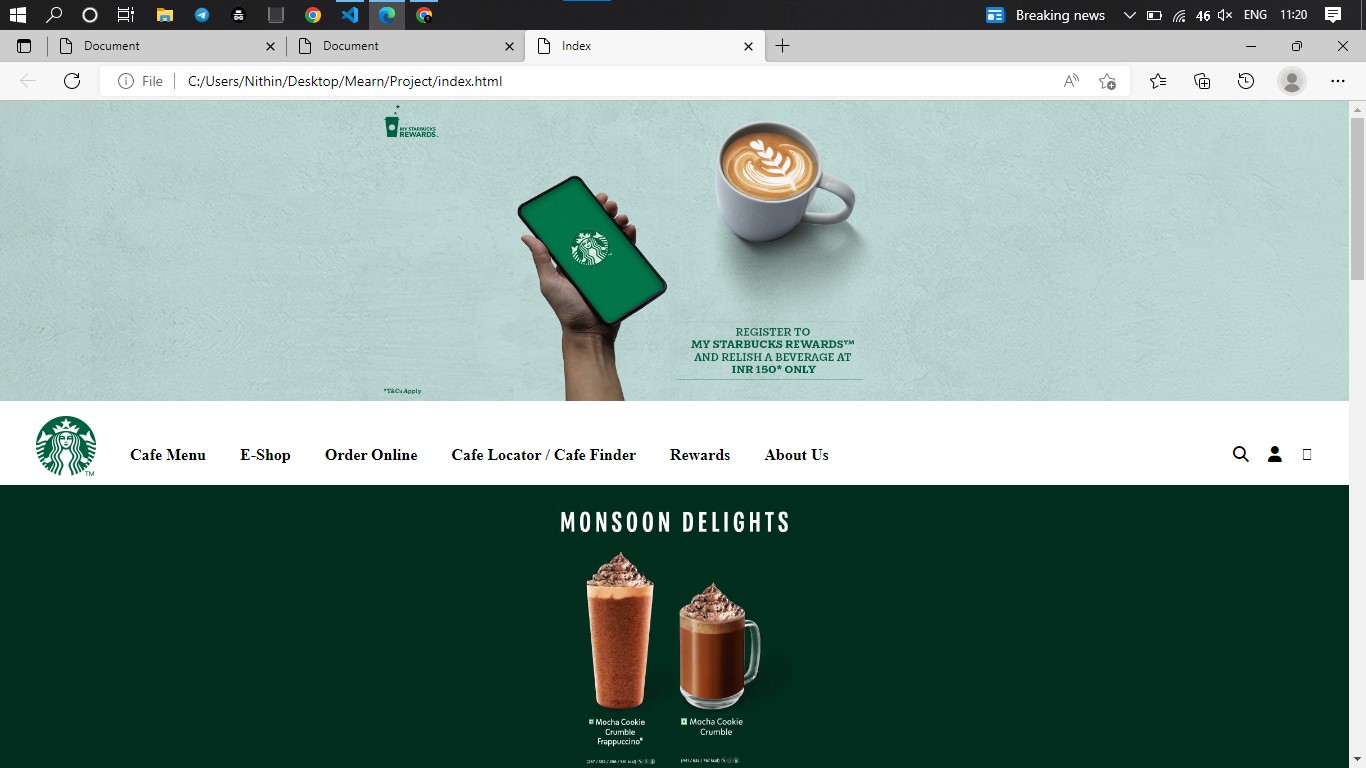 Breaking news
46
ENG
11:20
Document
Document
Index
File
C:/Users/Nithin/Desktop/Mearn/Project/index.html
MY STARBUCKS
REWARDS™
REGISTER TO
MY STARBUCKS REWARDS™
AND RELISH A BEVERAGE AT
INR 150* ONLY
*T&Cs Apply
TM
Cafe Menu
E-Shop
Order Online
Cafe Locator / Cafe Finder
Rewards
About Us
MONSOON DELIGHTS
Mocha Cookie
Crumble
Frappuccino®
Mocha Cookie
Crumble